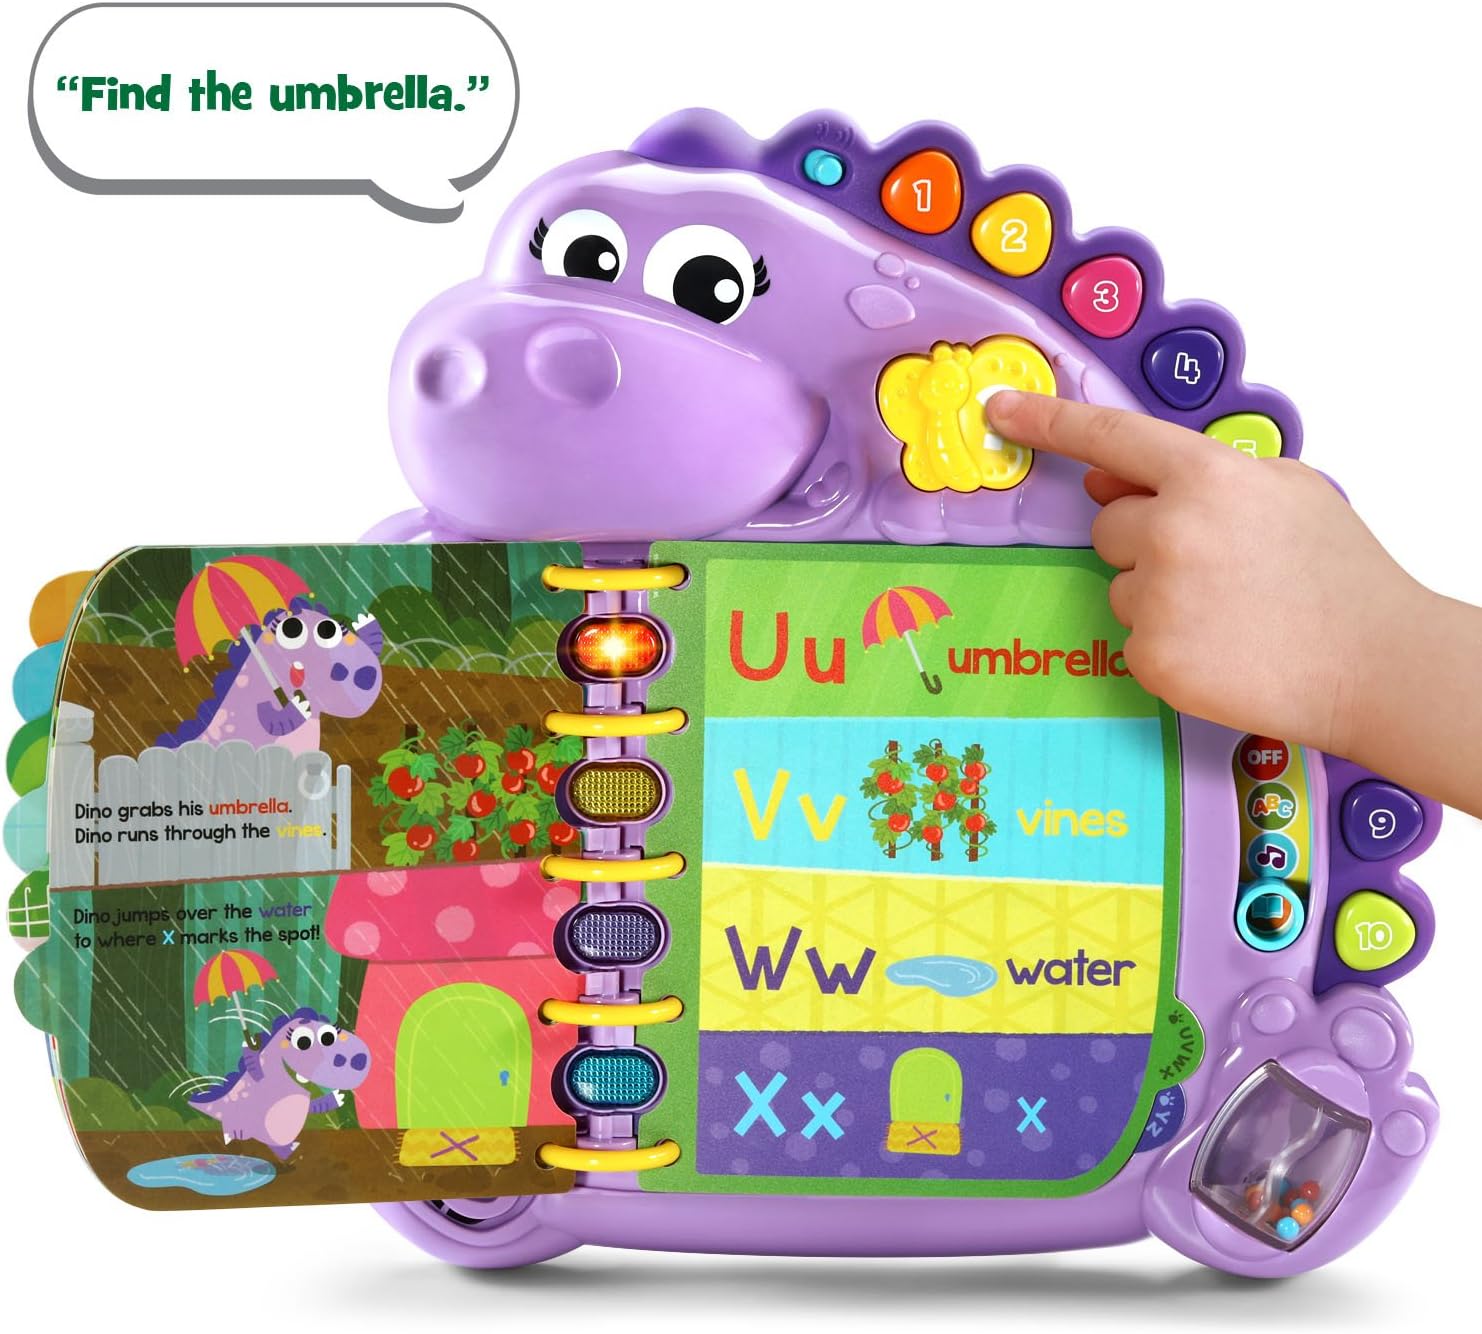 “Find the umbrella.”
1
2
3
4
5
Dino grabs his umbrella.
Dino runs through the vines.
Dino jumps over the water
to where X marks the spot!
Uu umbrella
Vv vines
Ww water
Xx x
OFF
ABC
9
10
UVWX
YZ